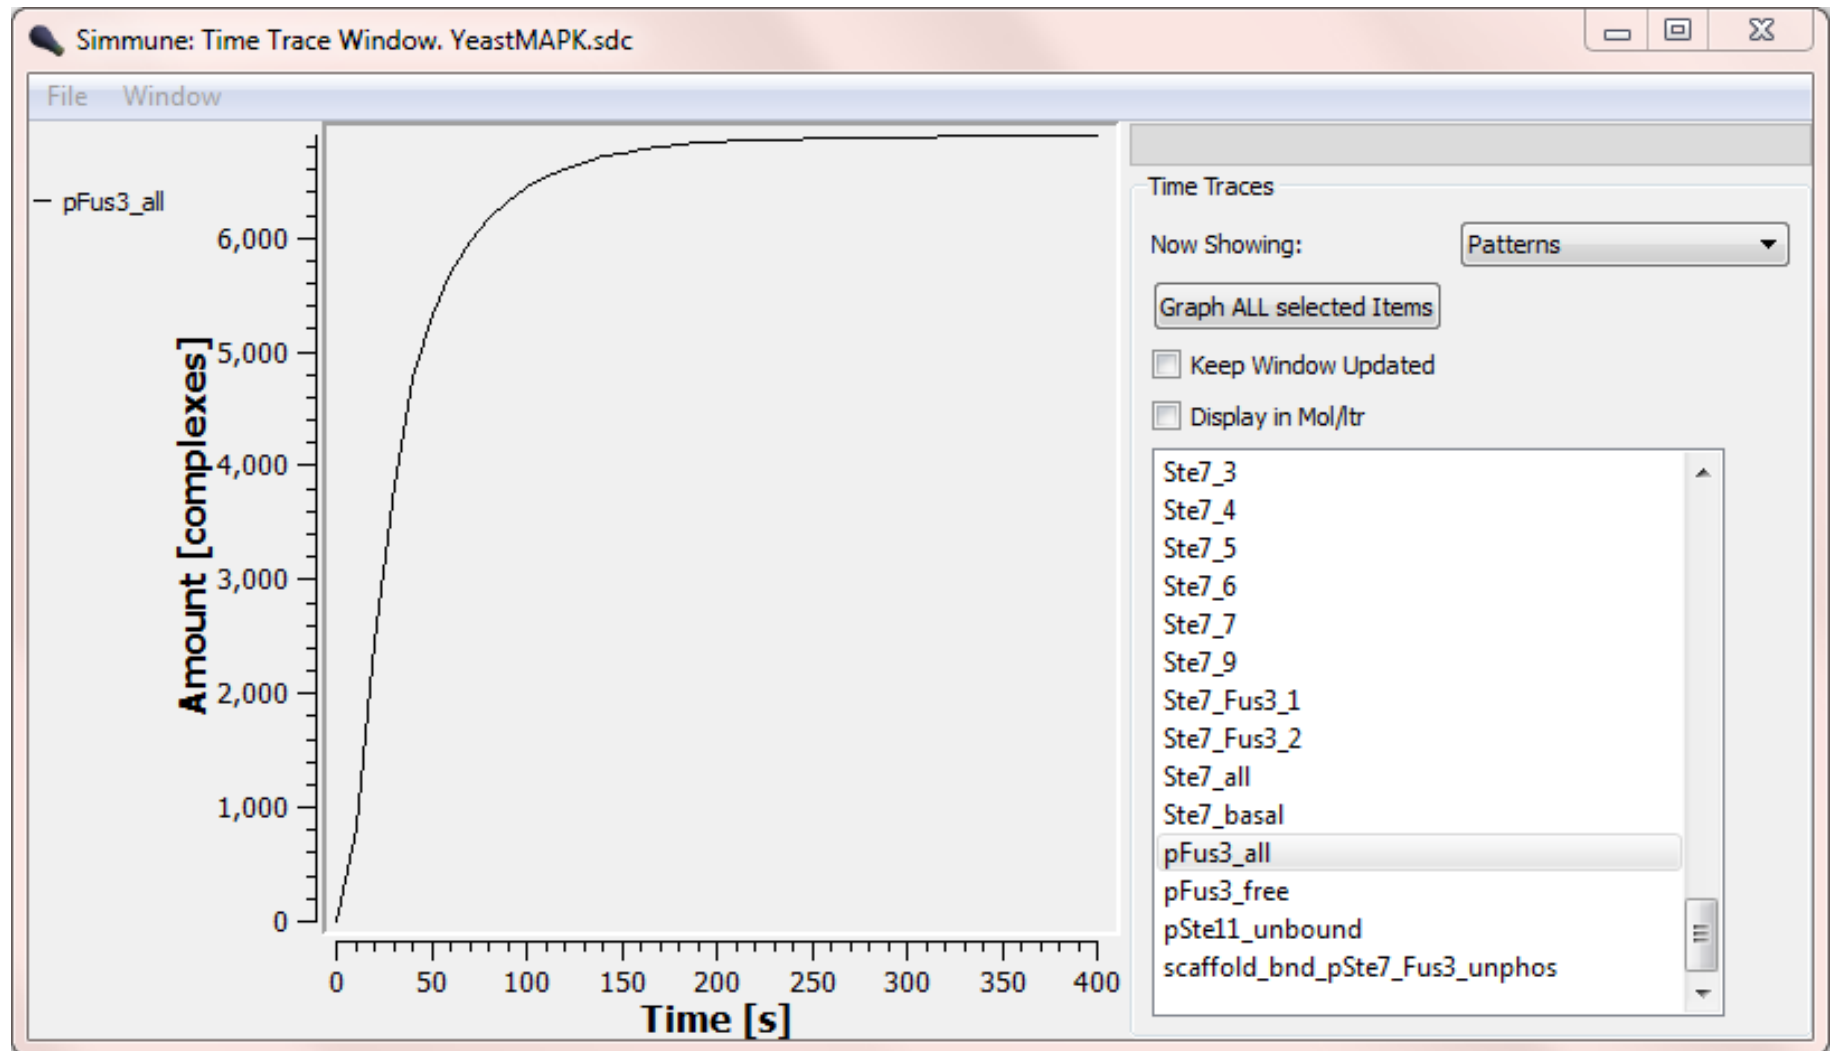 Simmune: Time Trace Window. YeastMAPK.sdc
File Window
pFus3_all
6,000
5,000
4,000
3,000
2,000
1,000
0
Amount [complexes]
0 50 100 150 200 250 300 350 400
Time [s]
Time Traces
Now Showing: Patterns
Graph ALL selected Items
Keep Window Updated
Display in Mol/ltr
Ste7_3
Ste7_4
Ste7_5
Ste7_6
Ste7_7
Ste7_9
Ste7_Fus3_1
Ste7_Fus3_2
Ste7_all
Ste7_basal
pFus3_all
pFus3_free
pSte11_unbound
scaffold_bnd_pSte7_Fus3_unphos